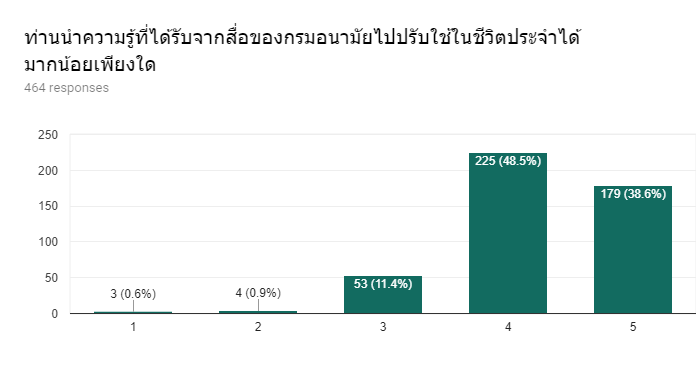 ท่านนำความรู้ที่ได้รับจากสื่อของกรมอนามัยไปปรับใช้ในชีวิตประจำได้
มากน้อยเพียงใด
464 responses
250
200
150
100
50
0
3 (0.6%)
4 (0.9%)
53 (11.4%)
225 (48.5%)
179 (38.6%)
1 2 3 4 5